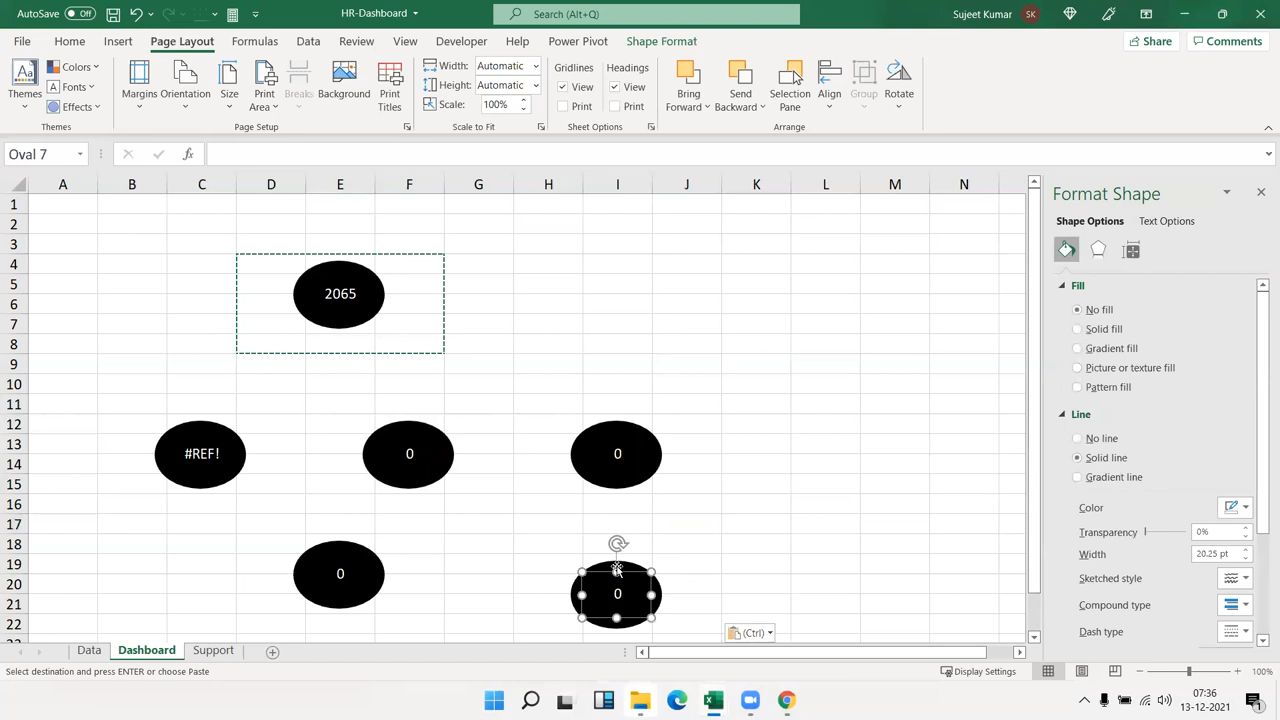 AutoSave Off
HR-Dashboard
Search (Alt+Q)
Sujeet Kumar SK
File Home Insert Page Layout Formulas Data Review View Developer Help Power Pivot Shape Format
Share Comments
Themes Colors Fonts Effects
Margins Orientation Size Print Area Breaks Background Print Titles
Width: Automatic
Height: Automatic
Scale: 100%
Gridlines Headings
View View
Print Print
Bring Forward Send Backward Selection Pane Align Group Rotate
Themes Page Setup Scale to Fit Sheet Options Arrange
Oval 7 fx
A B C D E F G H I J K L M N
1
2
3
4
5
6
7
8
9
10
11
12
13
14
15
16
17
18
19
20
21
22
2065
#REF! 0 0
0 0
(Ctrl)
Format Shape
Shape Options Text Options
Fill
No fill
Solid fill
Gradient fill
Picture or texture fill
Pattern fill
Line
No line
Solid line
Gradient line
Color
Transparency 0%
Width 20.25 pt
Sketched style
Compound type
Dash type
Data Dashboard Support
Select destination and press ENTER or choose Paste
Display Settings 100%
07:36
13-12-2021
1